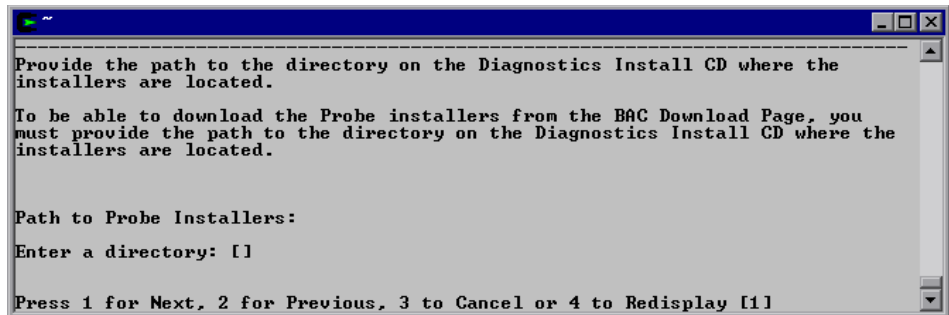 ~
Provide the path to the directory on the Diagnostics Install CD where the
installers are located.
To be able to download the Probe installers from the BAC Download Page, you
must provide the path to the directory on the Diagnostics Install CD where the
installers are located.
Path to Probe Installers:
Enter a directory: []
Press 1 for Next, 2 for Previous, 3 to Cancel or 4 to Redisplay [1]